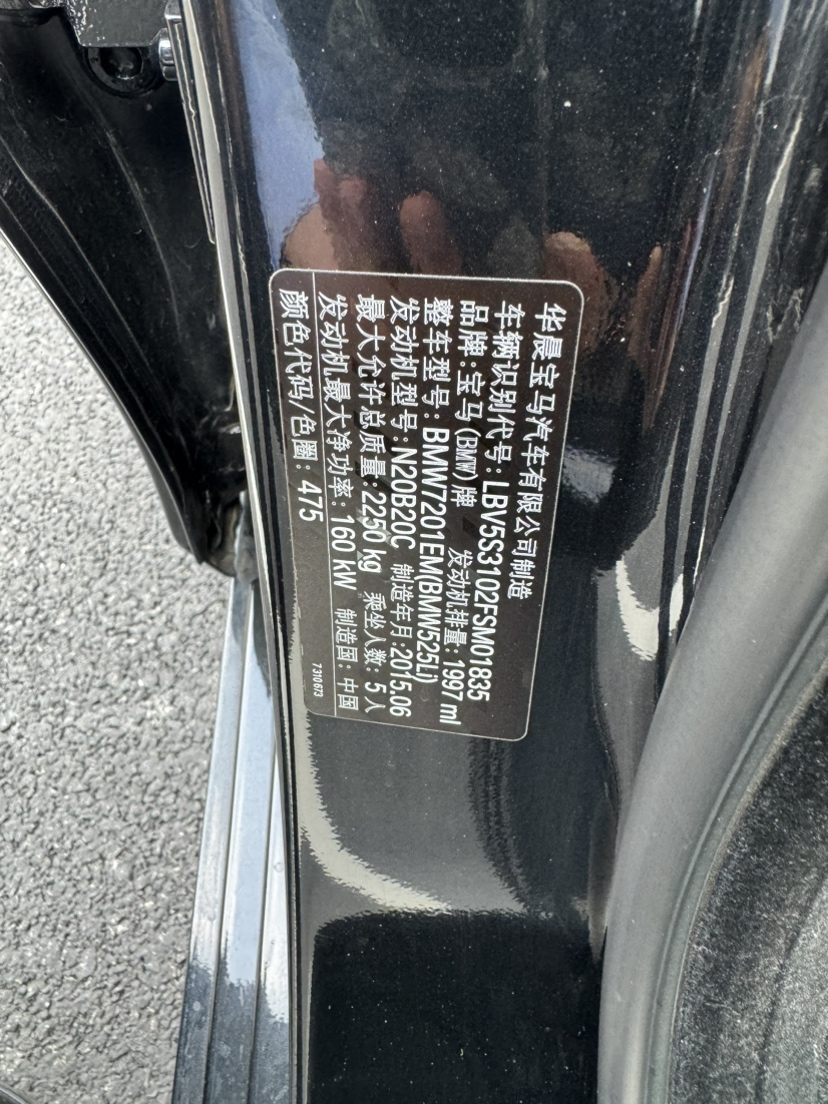 华晨宝马汽车有限公司制造
车辆识别代号: LBV5S3102FSM01835
品牌: 宝马(BMW)牌 发动机排量: 1997 ml
整车型号: BMW7201EM(BMW525Li)
发动机型号: N20B20C 制造年月: 2015.06
最大允许总质量: 2250 kg 乘坐人数: 5 人
发动机最大净功率: 160 kW 制造国: 中国
颜色代码/色圈: 475 7 310 673